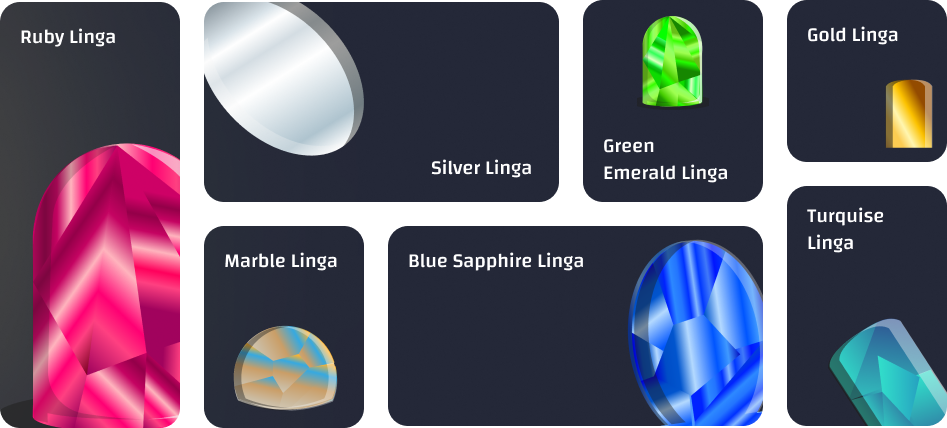 Ruby Linga
Silver Linga
Green
Emerald Linga
Gold Linga
Marble Linga
Blue Sapphire Linga
Turquise
Linga